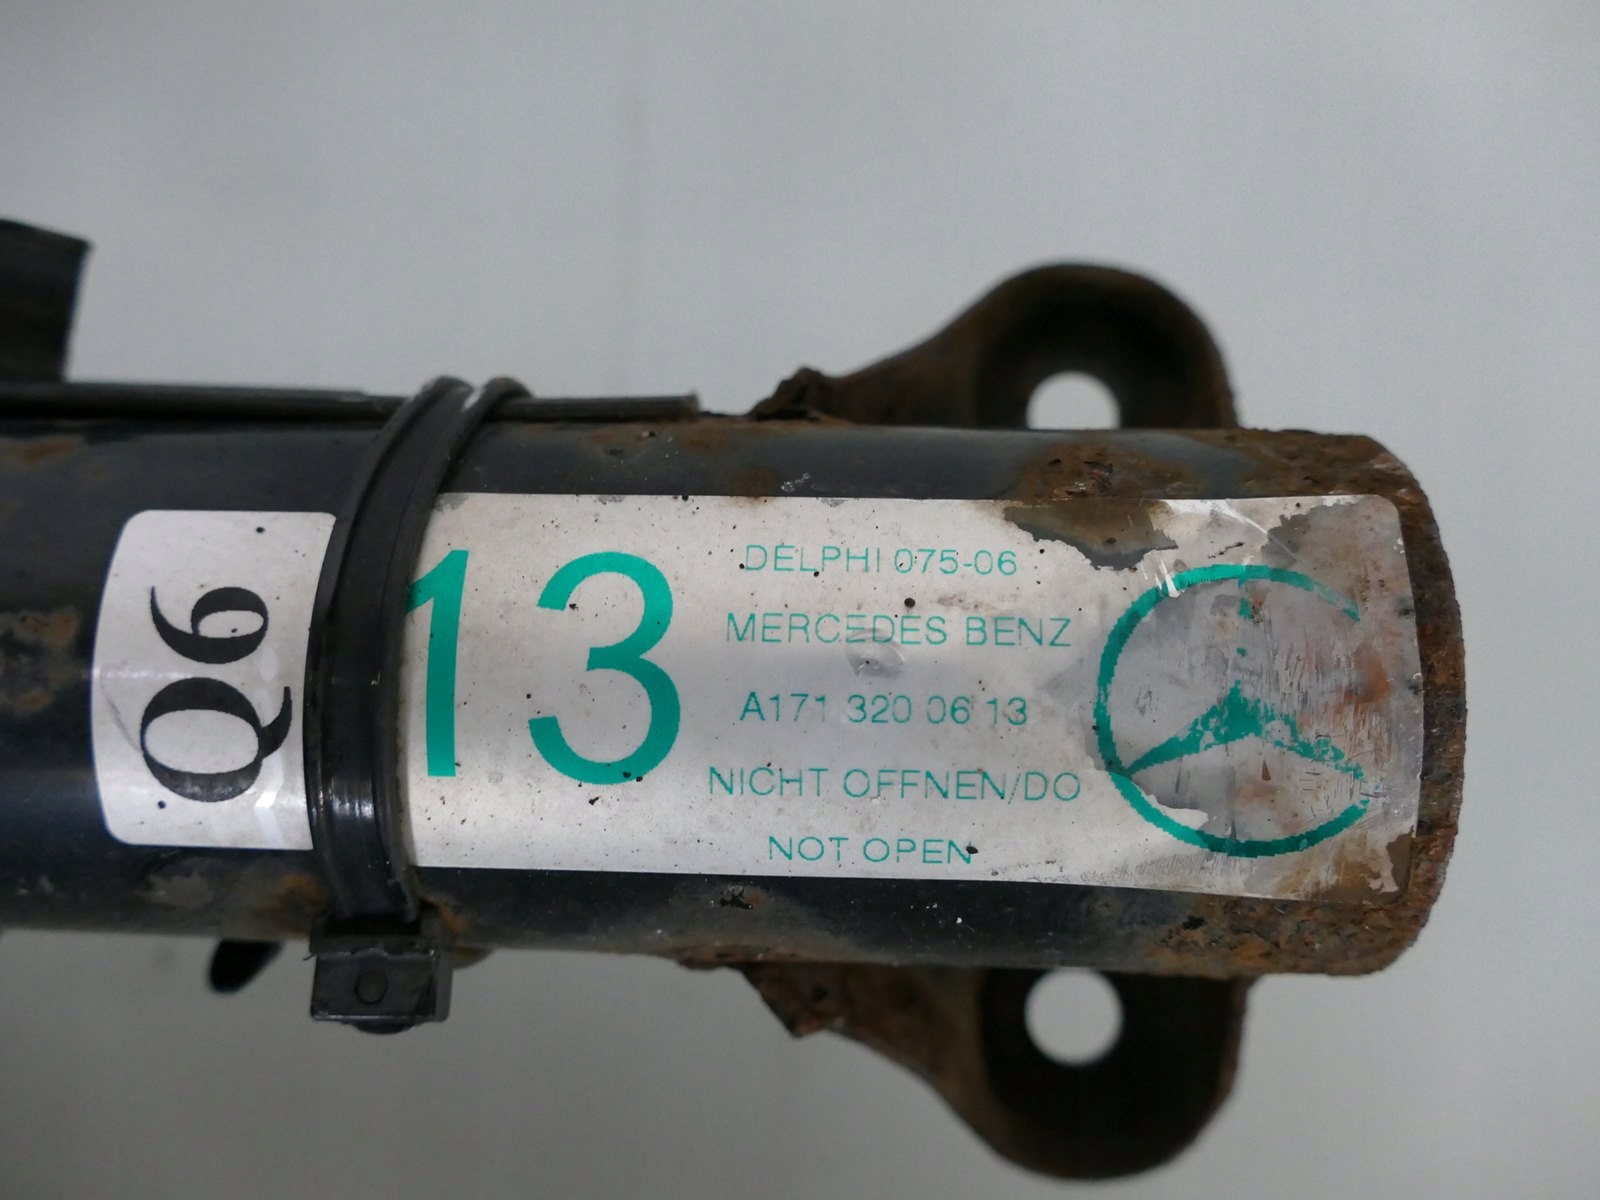 Q6
13
DELPHI 075-06
MERCEDES BENZ
A171 320 06 13
NICHT OFFNEN/DO
NOT OPEN